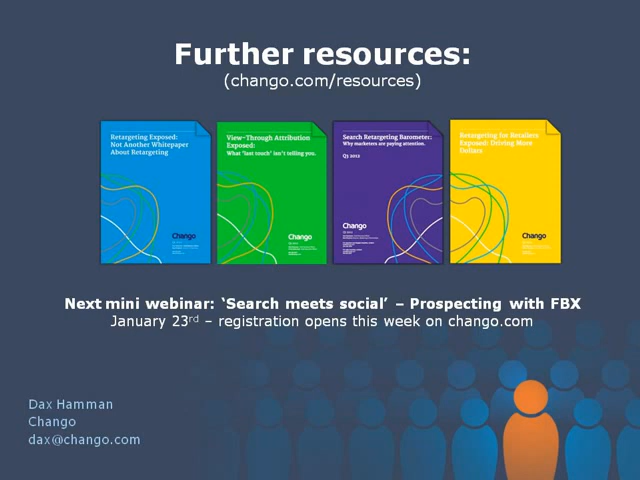 Further resources:
(chango.com/resources)
Retargeting Exposed:
Not Another Whitepaper
About Retargeting
Chango
View-Through Attribution
Exposed:
What "last touch" isn't telling you.
Chango
Search Retargeting Barometer:
Why marketers are paying attention.
Q3 2012
Chango
Retargeting for Retailers
Exposed: Driving More
Dollars
Chango
Next mini webinar: ‘Search meets social’ – Prospecting with FBX
January 23rd – registration opens this week on chango.com
Dax Hamman
Chango
dax@chango.com